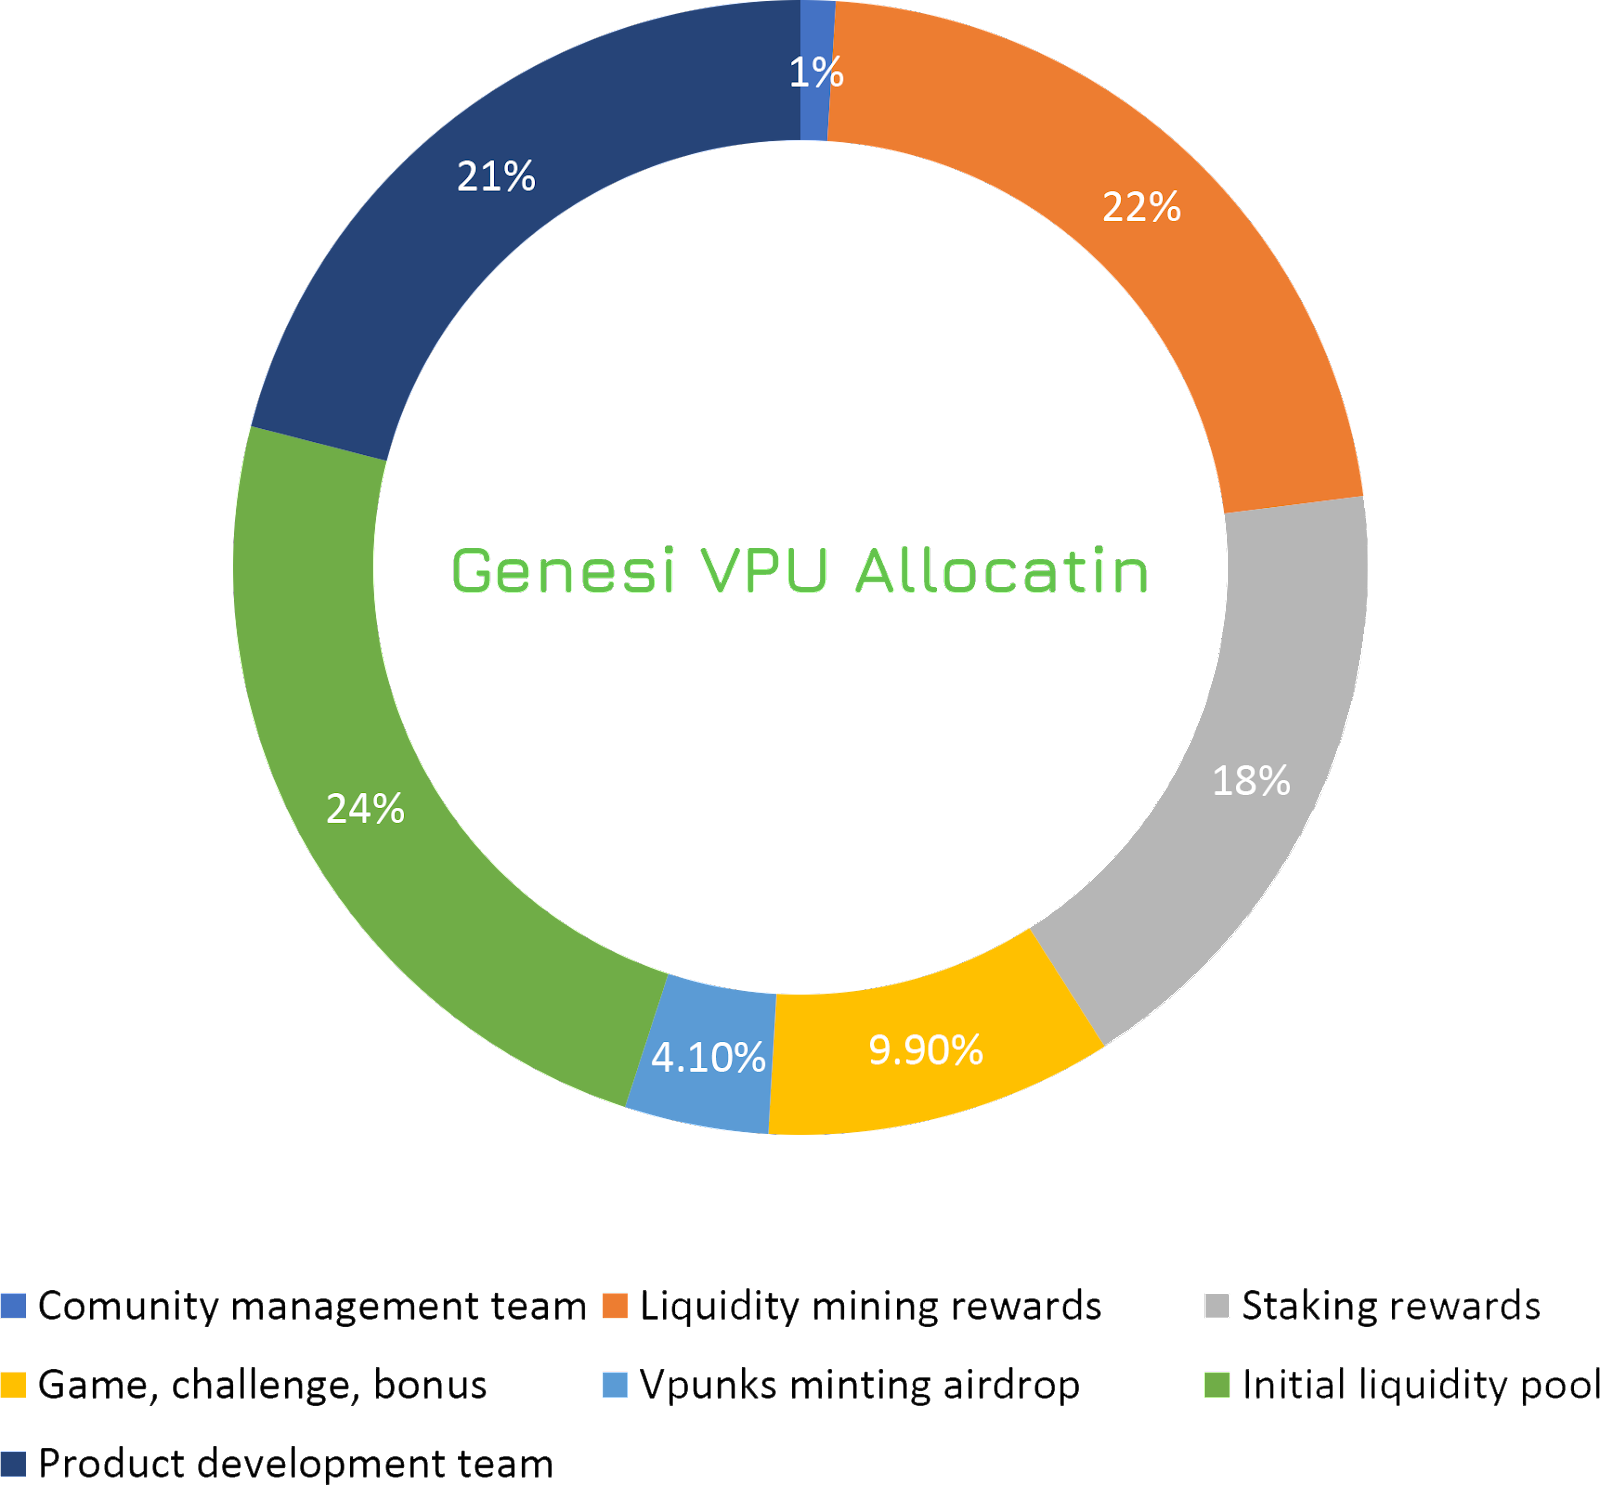 1%
21%
22%
Genesi VPU Allocatin
18%
24%
9.90%
4.10%
Comunity management team
Liquidity mining rewards
Staking rewards
Game, challenge, bonus
Vpunks minting airdrop
Initial liquidity pool
Product development team